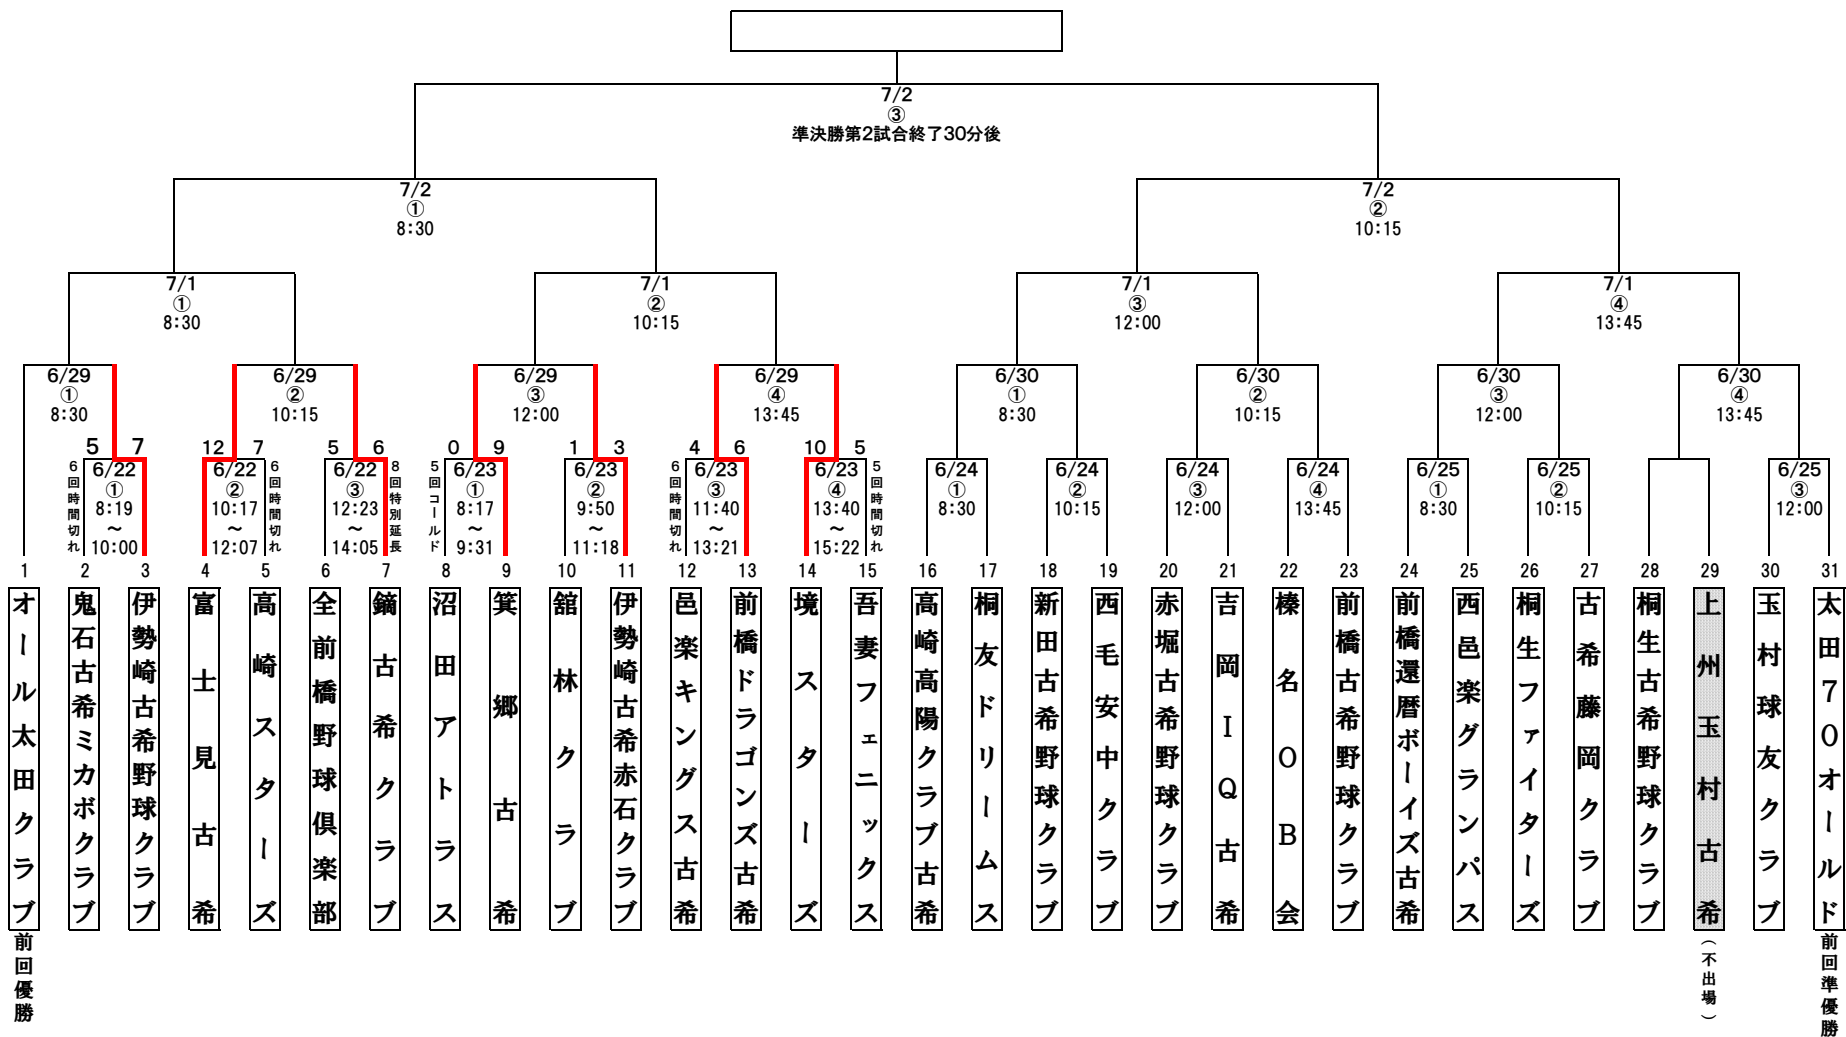 7/2
③
準決勝第2試合終了30分後
7/2
①
8:30
7/2
②
10:15
7/1
①
8:30
7/1
②
10:15
7/1
③
12:00
7/1
④
13:45
6/29
①
8:30
6/29
②
10:15
6/29
③
12:00
6/29
④
13:45
6/30
①
8:30
6/30
②
10:15
6/30
③
12:00
6/30
④
13:45
5 7
6回時間切れ
6/22
①
8:19
～
10:00
12 7
6/22
②
10:17
～
12:07
6回時間切れ
5 6
6/22
③
12:23
～
14:05
8回特別延長
0 9
5回コールド
6/23
①
8:17
～
9:31
1 3
6/23
②
9:50
～
11:18
4 6
6回時間切れ
6/23
③
11:40
～
13:21
10 5
6/23
④
13:40
～
15:22
5回時間切れ
6/24
①
8:30
6/24
②
10:15
6/24
③
12:00
6/24
④
13:45
6/25
①
8:30
6/25
②
10:15
6/25
③
12:00
1 2 3 4 5 6 7 8 9 10 11 12 13 14 15 16 17 18 19 20 21 22 23 24 25 26 27 28 29 30 31
オール太田クラブ
鬼石古希ミカボクラブ
伊勢崎古希野球クラブ
富士見古希
高崎スターズ
全前橋野球倶楽部
鏑古希クラブ
沼田アトラス
箕郷古希
舘林クラブ
伊勢崎古希赤石クラブ
邑楽キングス古希
前橋ドラゴンズ古希
境スターズ
吾妻フェニックス
高崎高陽クラブ古希
桐友ドリームス
新田古希野球クラブ
西毛安中クラブ
赤堀古希野球クラブ
吉岡IQ古希
榛名OB会
前橋古希野球クラブ
前橋還暦ボーイズ古希
西邑楽グランパス
桐生ファイターズ
古希藤岡クラブ
桐生古希野球クラブ
上州玉村古希
玉村球友クラブ
太田70オールド
前回優勝
（不出場）
前回準優勝